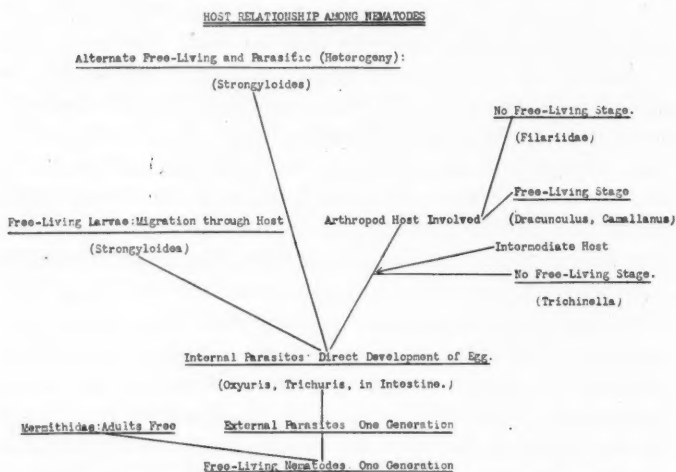 HOST RELATIONSHIP AMONG NEMATODES
Alternate Free-Living and Parasitic (Heterogeny):
(Strongyloides)
No Free-Living Stage.
(Filariidae)
Free-Living Stage
(Dracunculus, Camallanus)
Free-Living Larvae:Migration through Host
(Strongyloidea)
Arthropod Host Involved
Intermediate Host
No Free-Living Stage.
(Trichinella)
Internal Parasites: Direct Development of Egg.
(Oxyuris, Trichuris, in Intestine.)
Mermithidae:Adults Free
External Parasites One Generation
Free-Living Nematodes. One Generation